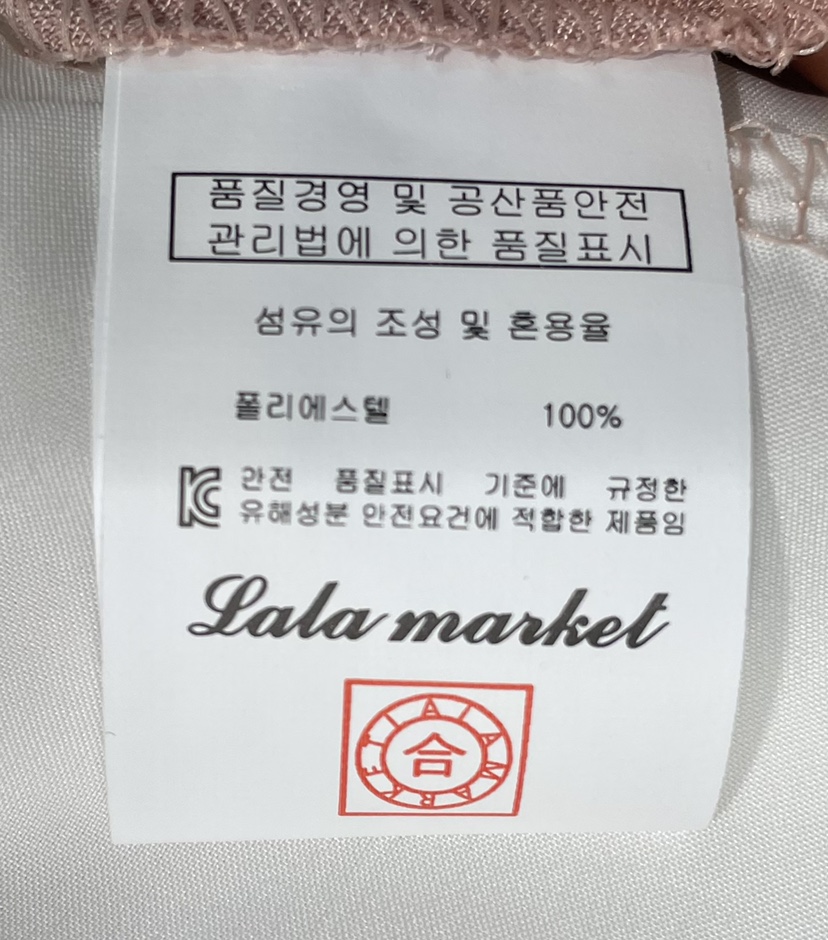 품질경영 및 공산품안전
관리법에 의한 품질표시
섬유의 조성 및 혼용율
폴리에스텔 100%
KC 안전 품질표시 기준에 규정한
유해성분 안전요건에 적합한 제품임
Lala market
LALAMARKET
合